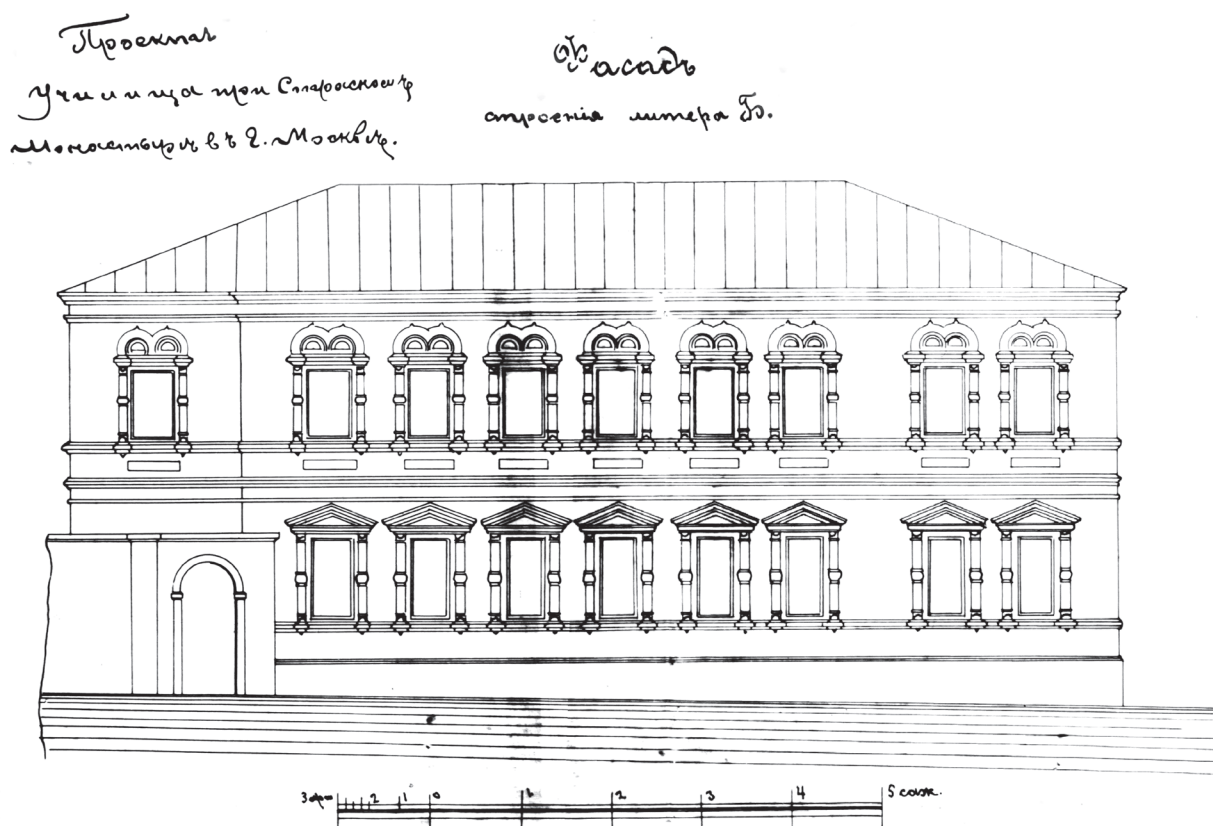 Проектъ
Училища при Страстномъ
Монастырѣ въ г. Москвѣ.
Фасадъ
строенія литера Б.
3 арш 2 1 0 1 2 3 4 5 саж.